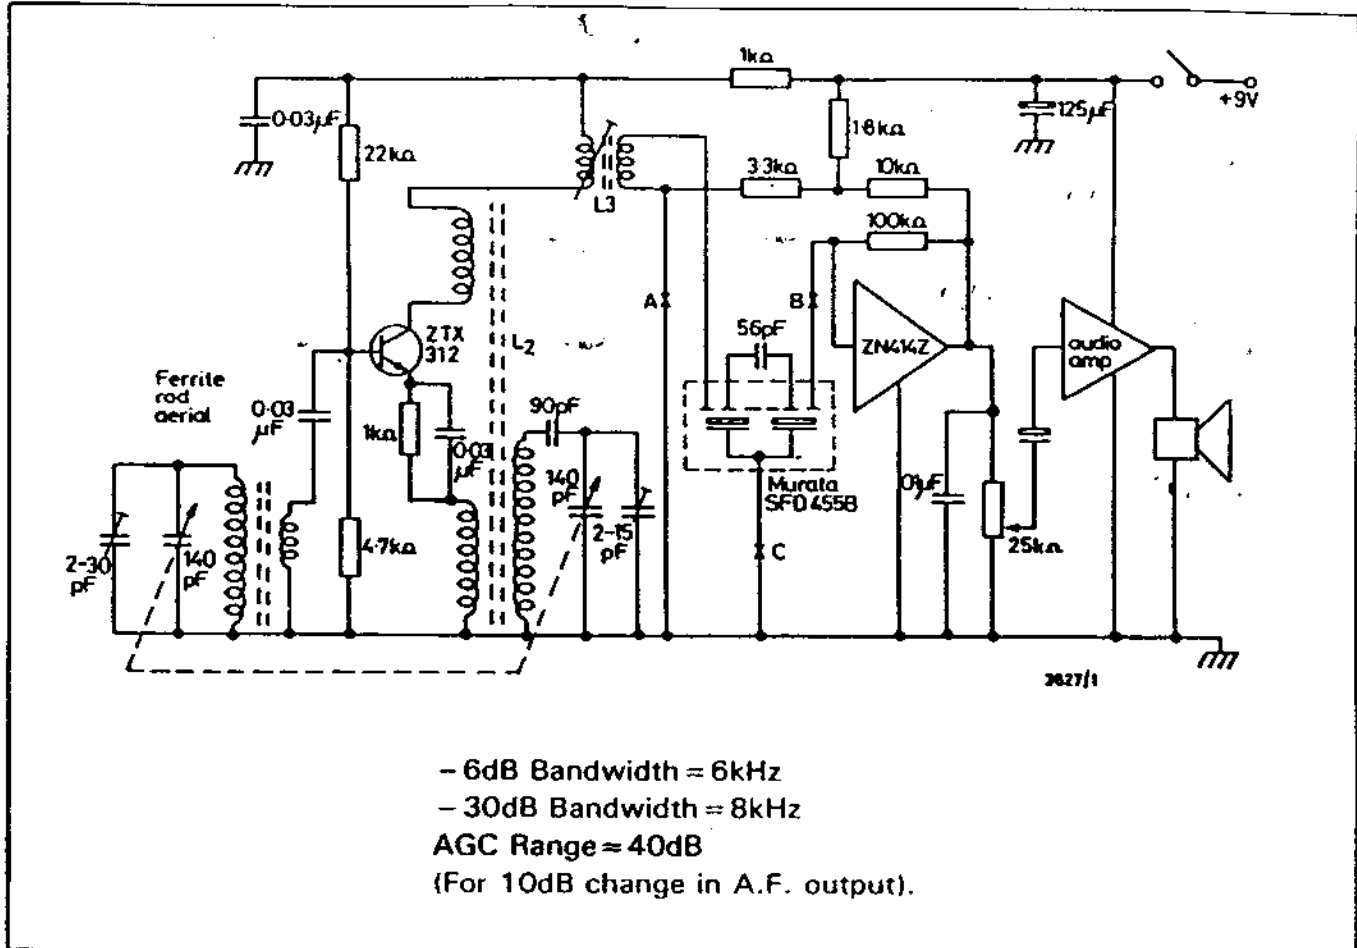 1kΩ
+9V
0·03µF
125µF
22kΩ
1·8kΩ
3·3kΩ
10kΩ
L3
100kΩ
A
B
ZTX
312
L2
56pF
ZN414Z
audio
amp
Ferrite
rod
aerial
0·03
µF
90pF
1kΩ
0·03
µF
140
pF
Murata
SFD 455B
2-15
pF
C
25kΩ
2-30
pF
140
pF
4·7kΩ
3627/1
– 6dB Bandwidth = 6kHz
– 30dB Bandwidth = 8kHz
AGC Range = 40dB
(For 10dB change in A.F. output).